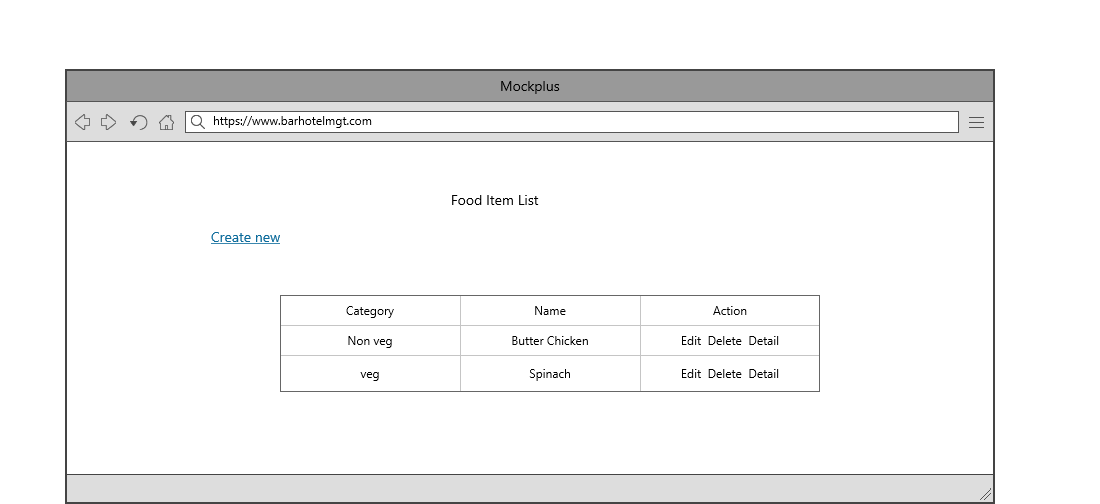 Mockplus
https://www.barhotelmgt.com
Food Item List
Create new
Category Name Action
Non veg Butter Chicken Edit Delete Detail
veg Spinach Edit Delete Detail